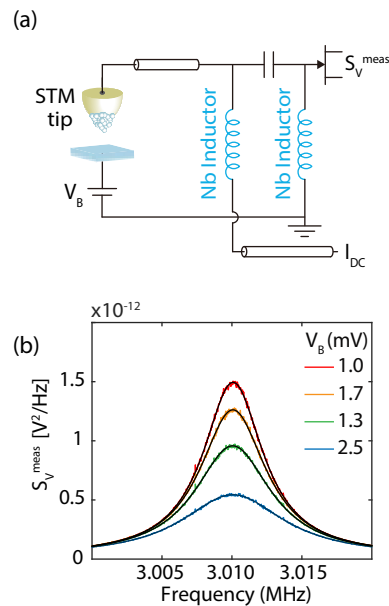 (a)
STM
tip
V_B
Nb Inductor
Nb Inductor
S_V^meas
I_DC
(b)
x10^-12
S_V^meas [V²/Hz]
1.5
1
0.5
0
3.005
3.010
3.015
Frequency (MHz)
V_B (mV)
1.0
1.7
1.3
2.5